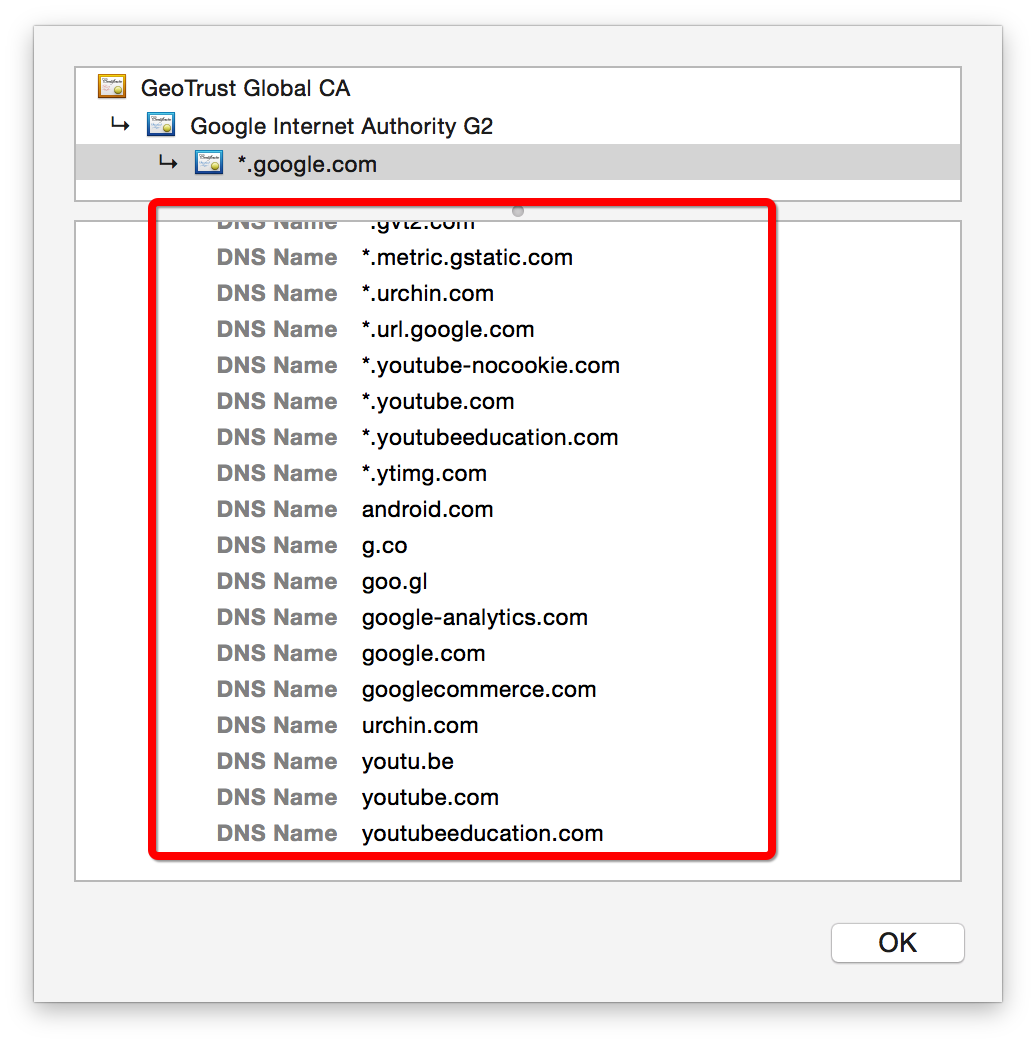 GeoTrust Global CA
↳ Google Internet Authority G2
↳ *.google.com
DNS Name *.gvt2.com
DNS Name *.metric.gstatic.com
DNS Name *.urchin.com
DNS Name *.url.google.com
DNS Name *.youtube-nocookie.com
DNS Name *.youtube.com
DNS Name *.youtubeeducation.com
DNS Name *.ytimg.com
DNS Name android.com
DNS Name g.co
DNS Name goo.gl
DNS Name google-analytics.com
DNS Name google.com
DNS Name googlecommerce.com
DNS Name urchin.com
DNS Name youtu.be
DNS Name youtube.com
DNS Name youtubeeducation.com
OK